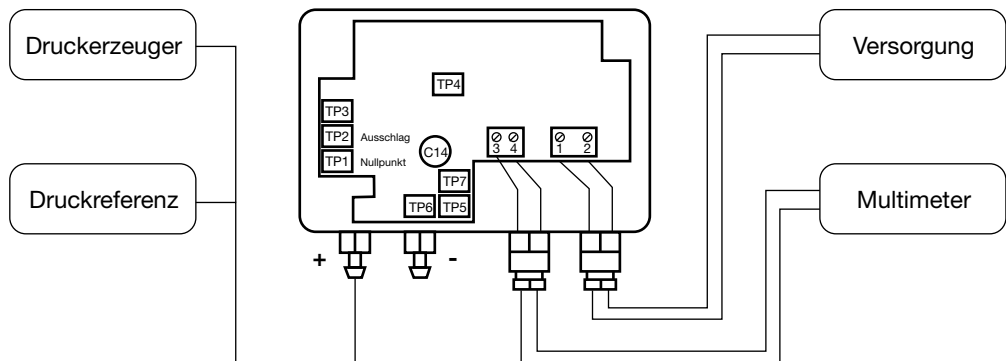 Druckerzeuger
Versorgung
TP4
TP3
TP2 Ausschlag
TP1 Nullpunkt
C14
3 4
1 2
TP7
TP6 TP5
Druckreferenz
Multimeter
+ -